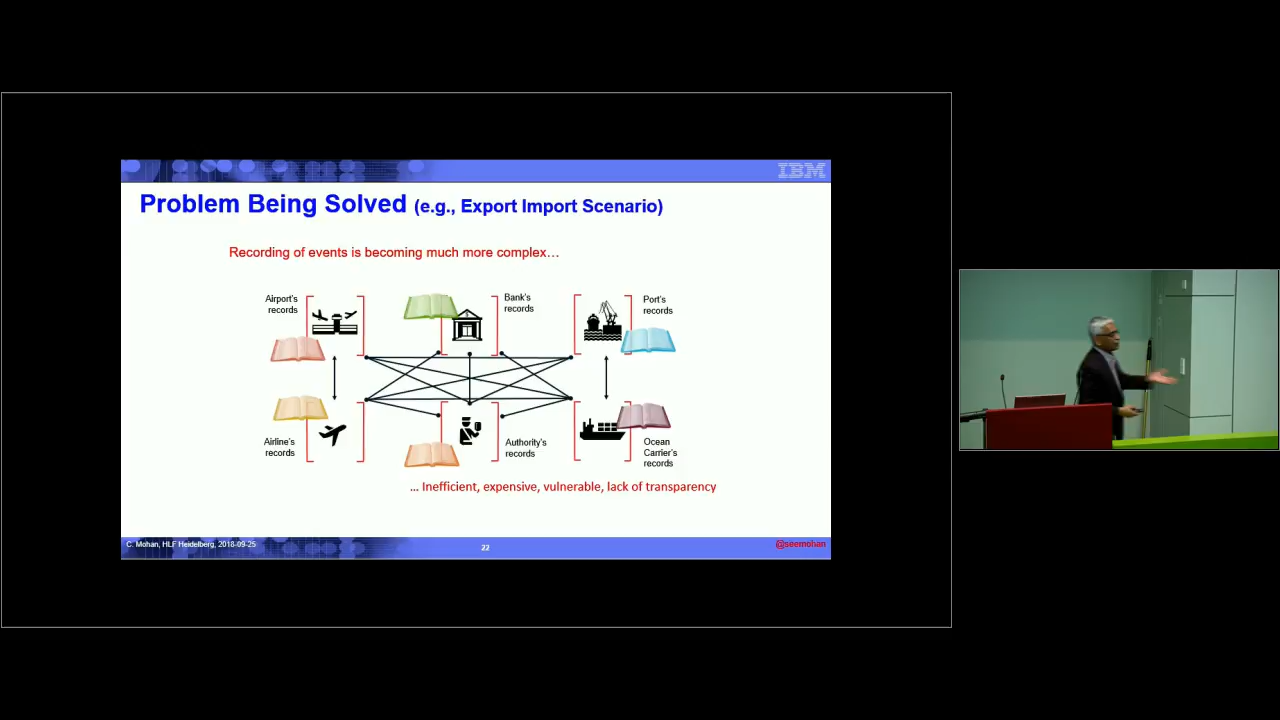 IBM
Problem Being Solved (e.g., Export Import Scenario)
Recording of events is becoming much more complex…
Airport's
records
Bank's
records
Port's
records
Airline's
records
Authority's
records
Ocean
Carrier's
records
... Inefficient, expensive, vulnerable, lack of transparency
C. Mohan, HLF Heidelberg, 2018-09-25
22
@seemohan